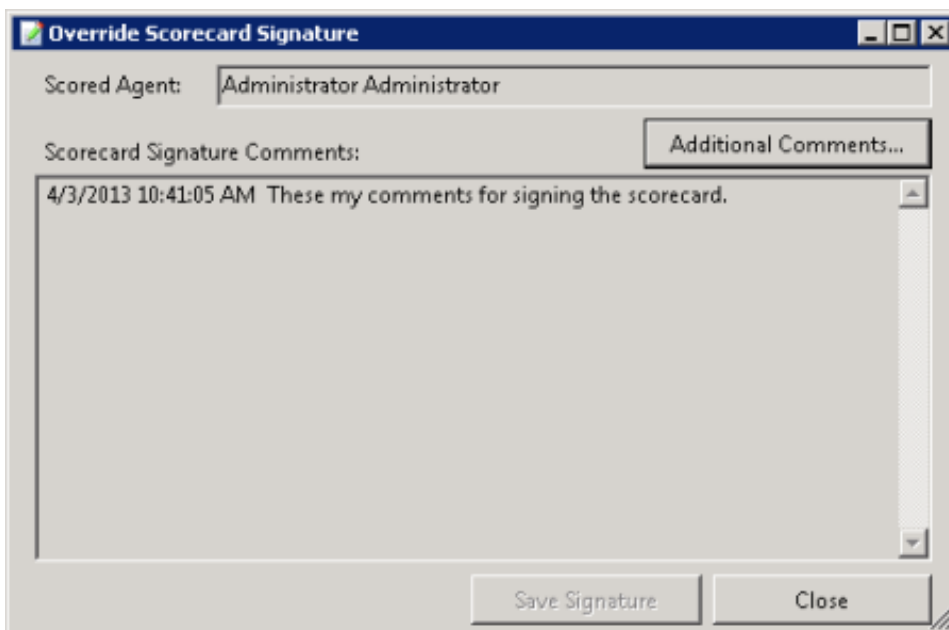 Override Scorecard Signature
Scored Agent: Administrator Administrator
Scorecard Signature Comments: Additional Comments...
4/3/2013 10:41:05 AM These my comments for signing the scorecard.
Save Signature Close